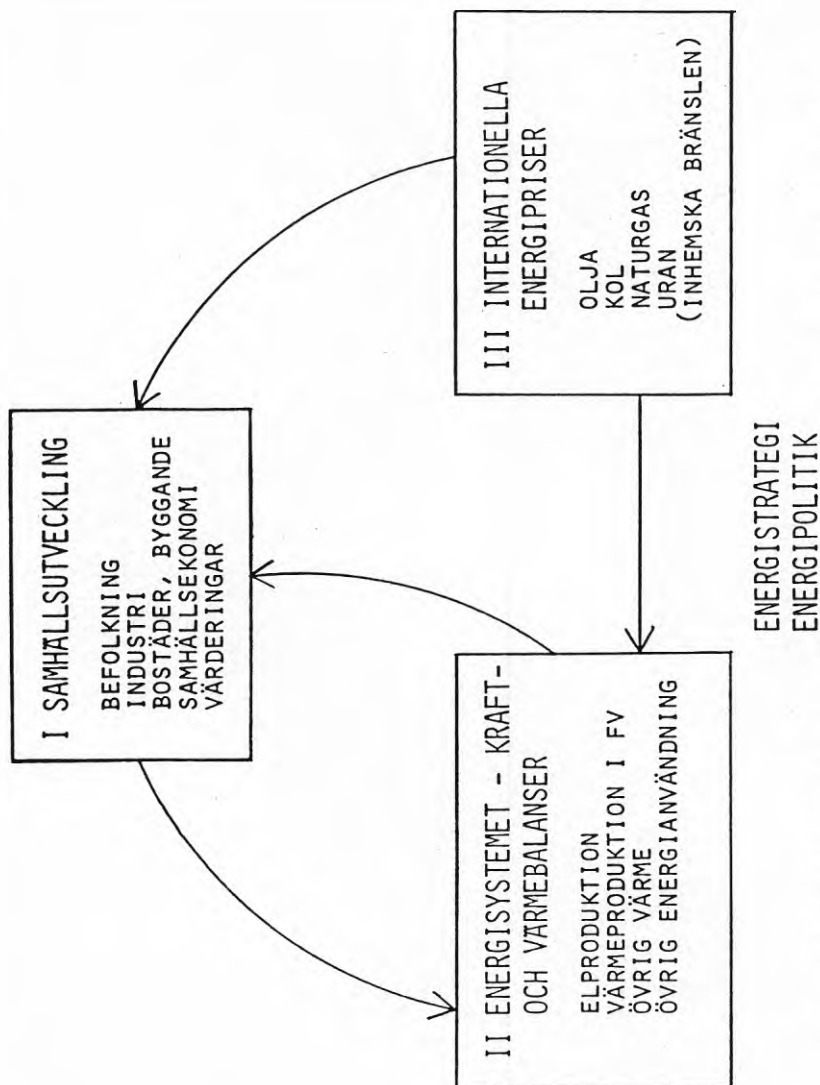 I SAMHÄLLSUTVECKLING
BEFOLKNING
INDUSTRI
BOSTÄDER, BYGGANDE
SAMHÄLLSEKONOMI
VÄRDERINGAR
II ENERGISYSTEMET - KRAFT-
OCH VÄRMEBALANSER
ELPRODUKTION
VÄRMEPRODUKTION I FV
ÖVRIG VÄRME
ÖVRIG ENERGIANVÄNDNING
III INTERNATIONELLA
ENERGIPRISER
OLJA
KOL
NATURGAS
URAN
(INHEMSKA BRÄNSLEN)
ENERGISTRATEGI
ENERGIPOLITIK